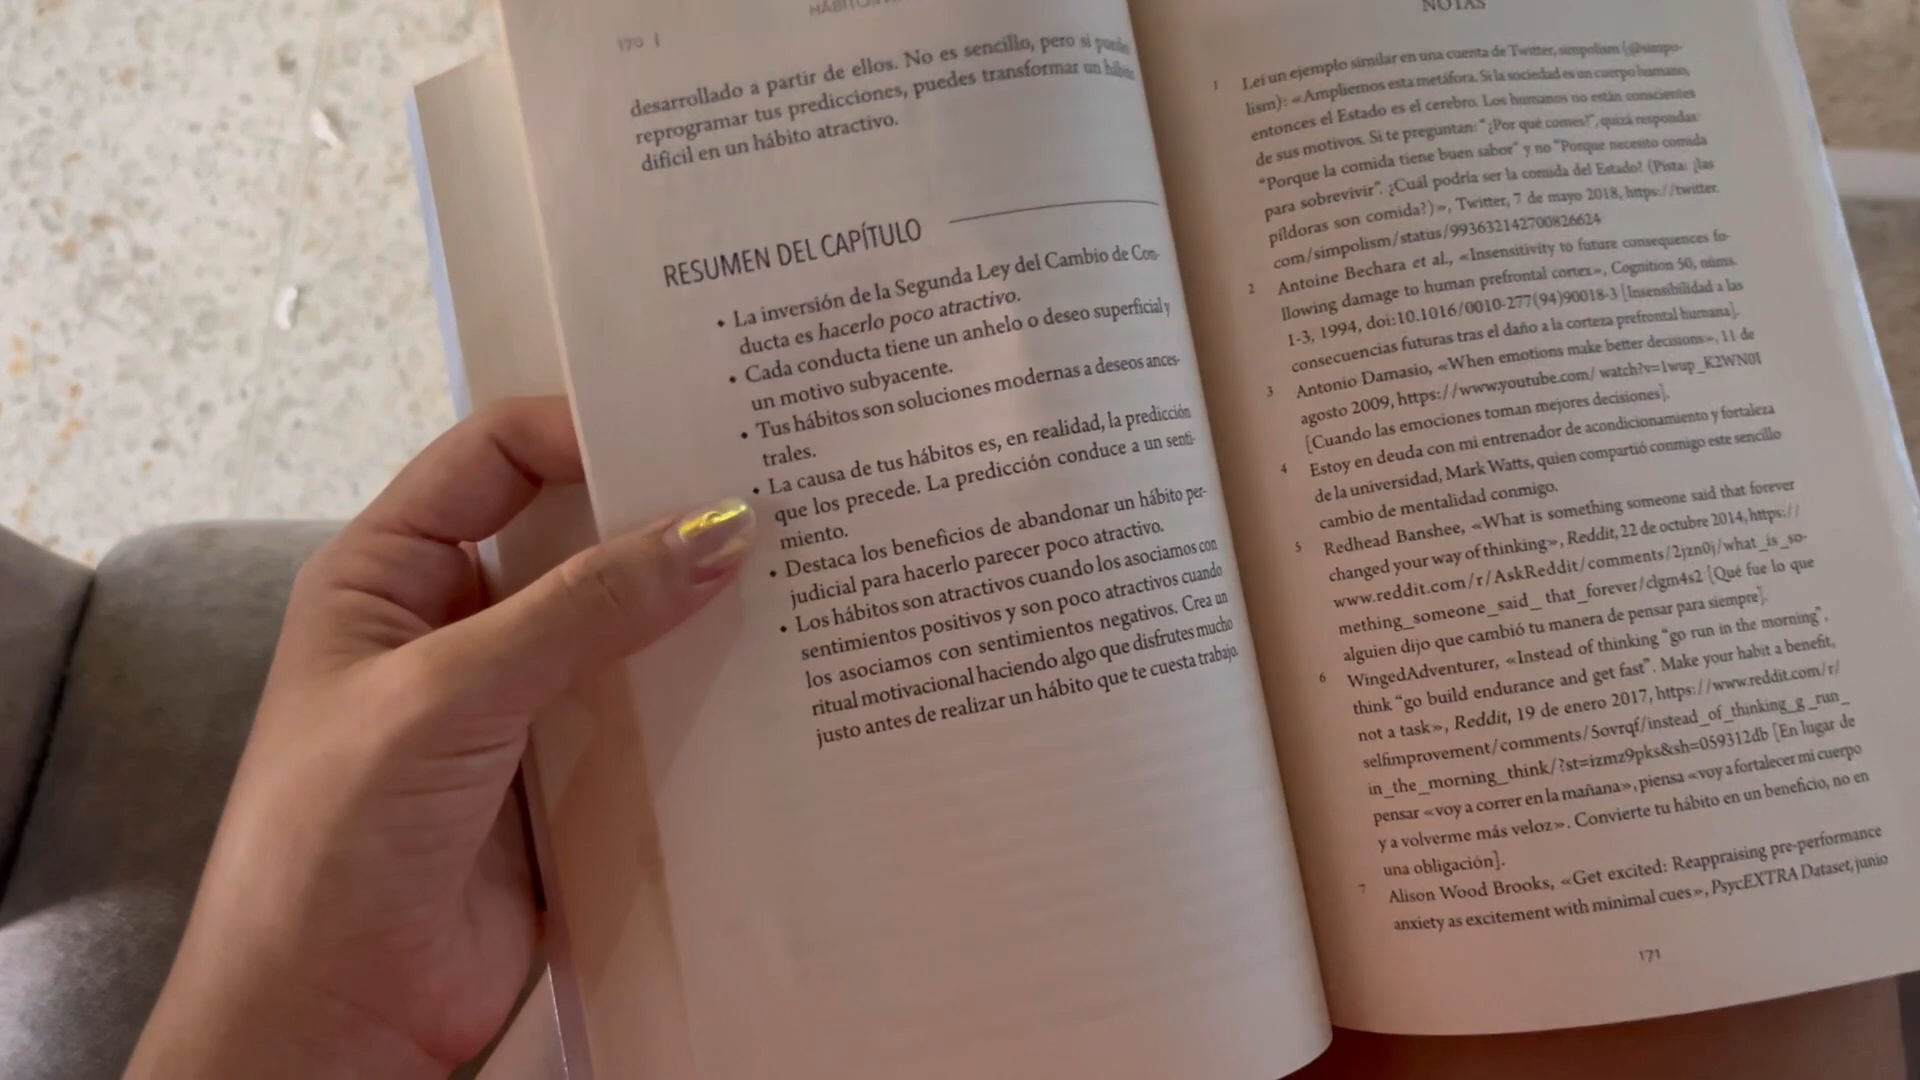 170 |
desarrollado a partir de ellos. No es sencillo, pero si puedes
reprogramar tus predicciones, puedes transformar un hábito
difícil en un hábito atractivo.
RESUMEN DEL CAPÍTULO
• La inversión de la Segunda Ley del Cambio de Con-
ducta es hacerlo poco atractivo.
• Cada conducta tiene un anhelo o deseo superficial y
un motivo subyacente.
• Tus hábitos son soluciones modernas a deseos ances-
trales.
• La causa de tus hábitos es, en realidad, la predicción
que los precede. La predicción conduce a un senti-
miento.
• Destaca los beneficios de abandonar un hábito per-
judicial para hacerlo parecer poco atractivo.
• Los hábitos son atractivos cuando los asociamos con
sentimientos positivos y son poco atractivos cuando
los asociamos con sentimientos negativos. Crea un
ritual motivacional haciendo algo que disfrutes mucho
justo antes de realizar un hábito que te cuesta trabajo.
NOTAS
1 Leí un ejemplo similar en una cuenta de Twitter, simpolism (@simpo-
lism): «Ampliemos esta metáfora. Si la sociedad es un cuerpo humano,
entonces el Estado es el cerebro. Los humanos no están conscientes
de sus motivos. Si te preguntan: "¿Por qué comes?", quizá respondas
"Porque la comida tiene buen sabor" y no "Porque necesito comida
para sobrevivir". ¿Cuál podría ser la comida del Estado? (Pista: ¡las
píldoras son comida?)», Twitter, 7 de mayo 2018, https://twitter.
com/simpolism/status/993632142700826624
2 Antoine Bechara et al., «Insensitivity to future consequences fo-
llowing damage to human prefrontal cortex», Cognition 50, núms.
1-3, 1994, doi:10.1016/0010-277(94)90018-3 [Insensibilidad a las
consecuencias futuras tras el daño a la corteza prefrontal humana].
3 Antonio Damasio, «When emotions make better decisions», 11 de
agosto 2009, https://www.youtube.com/ watch?v=1wup_K2WN0I
[Cuando las emociones toman mejores decisiones].
4 Estoy en deuda con mi entrenador de acondicionamiento y fortaleza
de la universidad, Mark Watts, quien compartió conmigo este sencillo
cambio de mentalidad conmigo.
5 Redhead Banshee, «What is something someone said that forever
changed your way of thinking», Reddit, 22 de octubre 2014, https://
www.reddit.com/r/AskReddit/comments/2jzn0j/what_is_so-
mething_someone_said_ that_forever/clgm4s2 [Qué fue lo que
alguien dijo que cambió tu manera de pensar para siempre].
6 WingedAdventurer, «Instead of thinking "go run in the morning",
think "go build endurance and get fast". Make your habit a benefit,
not a task», Reddit, 19 de enero 2017, https://www.reddit.com/r/
selfimprovement/comments/5ovrqf/instead_of_thinking_g_run_
in_the_morning_think/?st=izmz9pks&sh=059312db [En lugar de
pensar «voy a correr en la mañana», piensa «voy a fortalecer mi cuerpo
y a volverme más veloz». Convierte tu hábito en un beneficio, no en
una obligación].
7 Alison Wood Brooks, «Get excited: Reappraising pre-performance
anxiety as excitement with minimal cues», PsycEXTRA Dataset, junio
171